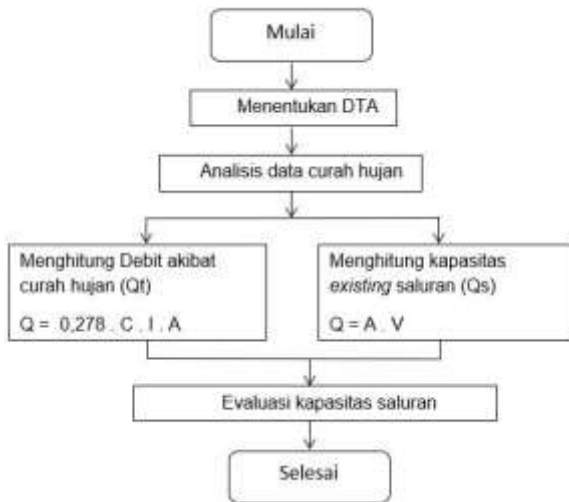 Mulai
Menentukan DTA
Analisis data curah hujan
Menghitung Debit akibat
curah hujan (Qt)
Q = 0,278 . C . I . A
Menghitung kapasitas
existing saluran (Qs)
Q = A . V
Evaluasi kapasitas saluran
Selesai